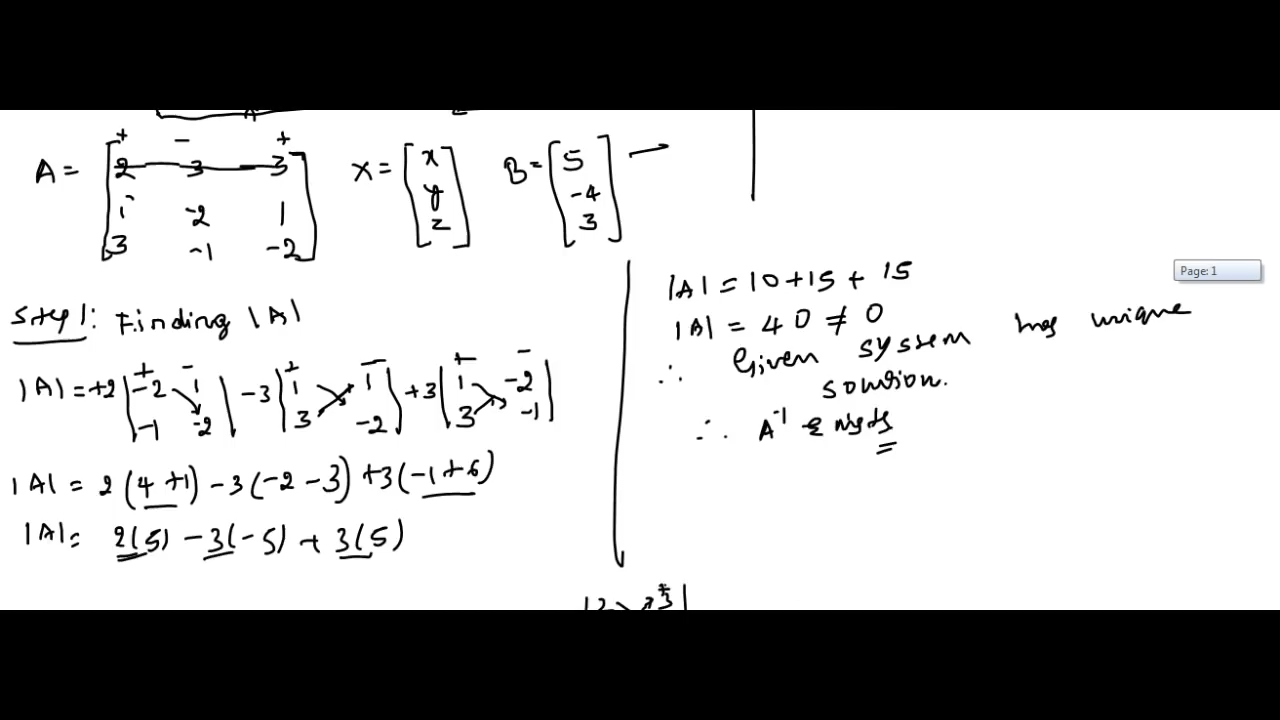 + - +
A = [2 3 3] X = [x] B = [5] →
[1 -2 1] [y] [-4]
[3 -1 -2] [z] [3]
Step 1: Finding |A|
+ - + - + -
|A| = +2 |-2 1| -3 |1 1| +3 |1 -2|
|-1 -2| |3 -2| |3 -1|
|A| = 2 (4 +1) - 3 (-2 -3) +3 (-1 + 6)
|A| = 2(5) - 3(-5) + 3(5)
|A| = 10 + 15 + 15
|A| = 40 ≠ 0
∴ Given system has unique
solution.
∴ A⁻¹ exists
Page: 1